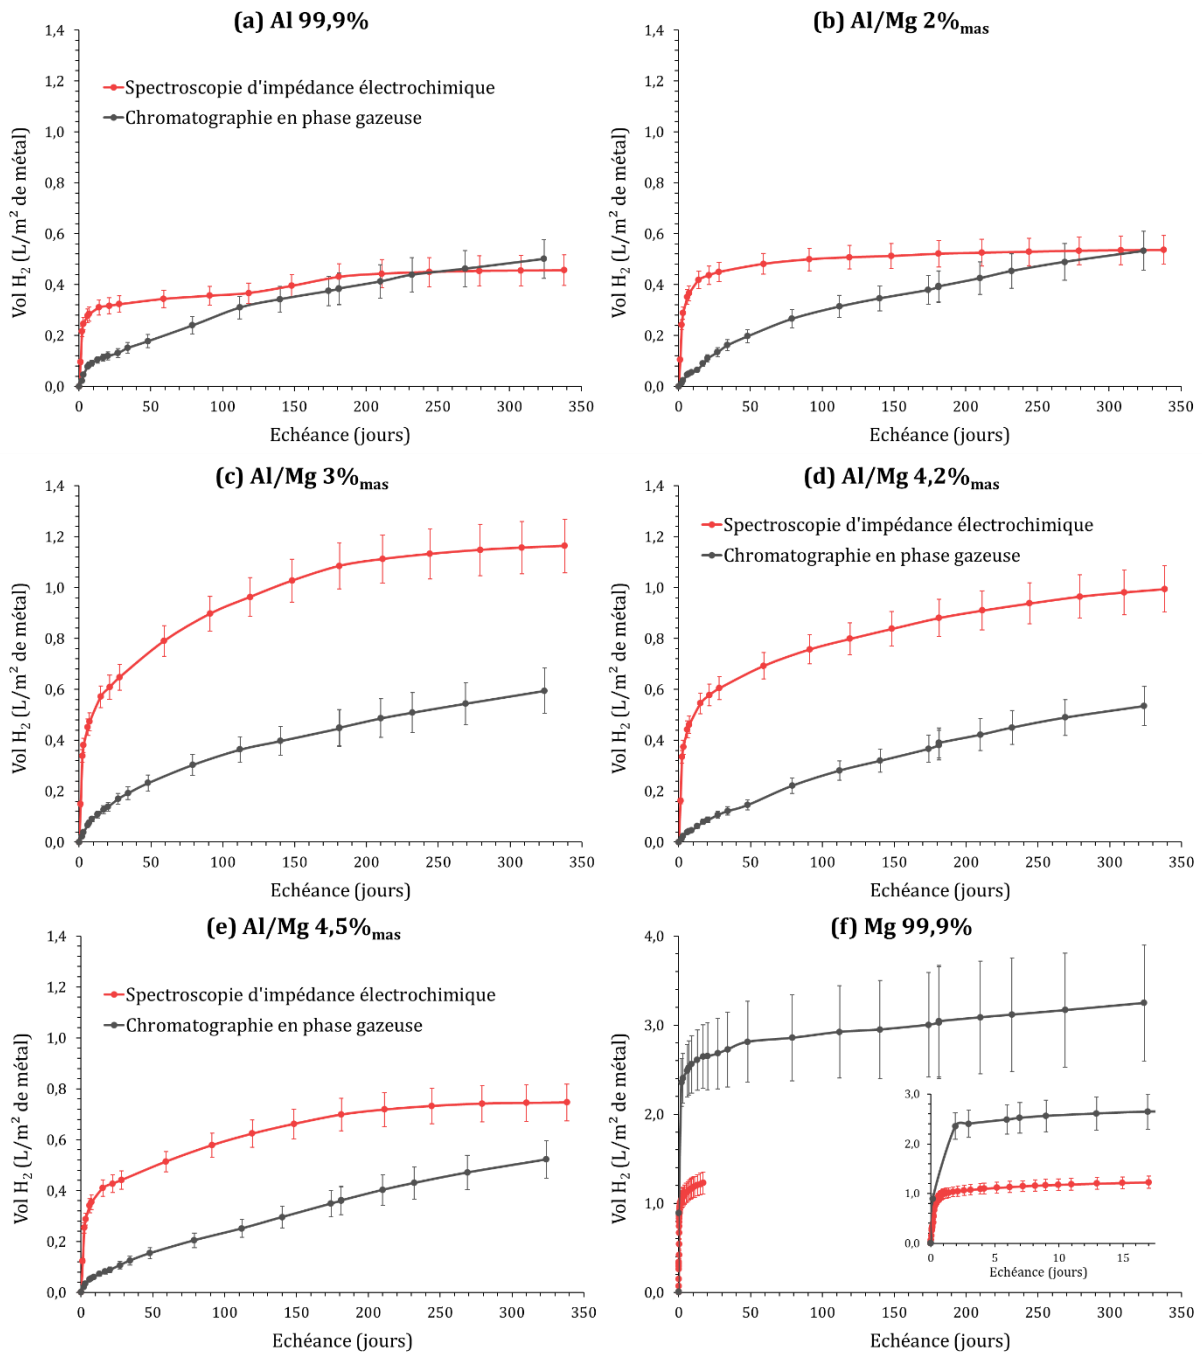 (a) Al 99,9%
Vol H₂ (L/m² de métal)
1,4
1,2
1,0
0,8
0,6
0,4
0,2
0,0
Spectroscopie d'impédance électrochimique
Chromatographie en phase gazeuse
0 50 100 150 200 250 300 350
Echéance (jours)
(b) Al/Mg 2%mas
Vol H₂ (L/m² de métal)
1,4
1,2
1,0
0,8
0,6
0,4
0,2
0,0
0 50 100 150 200 250 300 350
Echéance (jours)
(c) Al/Mg 3%mas
Vol H₂ (L/m² de métal)
1,4
1,2
1,0
0,8
0,6
0,4
0,2
0,0
0 50 100 150 200 250 300 350
Echéance (jours)
(d) Al/Mg 4,2%mas
Vol H₂ (L/m² de métal)
1,4
1,2
1,0
0,8
0,6
0,4
0,2
0,0
Spectroscopie d'impédance électrochimique
Chromatographie en phase gazeuse
0 50 100 150 200 250 300 350
Echéance (jours)
(e) Al/Mg 4,5%mas
Vol H₂ (L/m² de métal)
1,4
1,2
1,0
0,8
0,6
0,4
0,2
0,0
Spectroscopie d'impédance électrochimique
Chromatographie en phase gazeuse
0 50 100 150 200 250 300 350
Echéance (jours)
(f) Mg 99,9%
Vol H₂ (L/m² de métal)
4,0
3,0
2,0
1,0
0,0
3,0
2,0
1,0
0,0
0 5 10 15
Echéance (jours)
0 50 100 150 200 250 300 350
Echéance (jours)